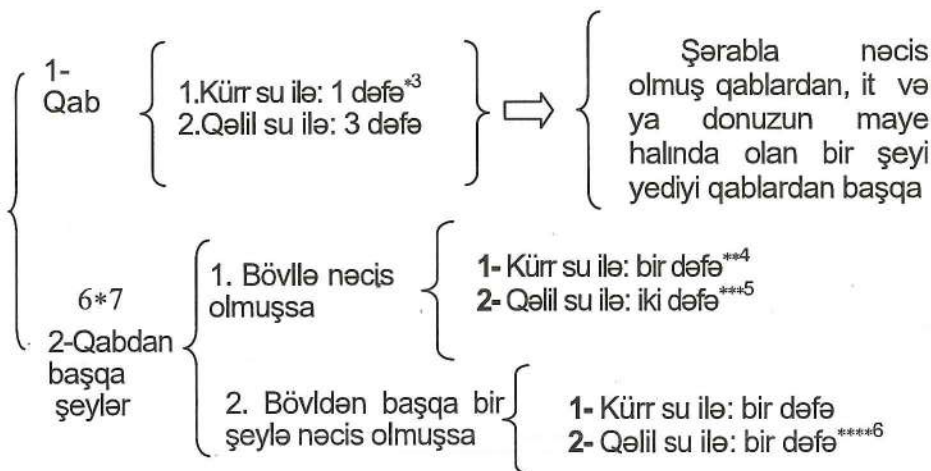 1-
Qab
1.Kürr su ilə: 1 dəfə*3
2.Qəlil su ilə: 3 dəfə
Şərabla nəcis
olmuş qablardan, it və
ya donuzun maye
halında olan bir şeyi
yediyi qablardan başqa
6*7
2-Qabdan
başqa
şeylər
1. Bövllə nəcis
olmuşsa
1- Kürr su ilə: bir dəfə**4
2- Qəlil su ilə: iki dəfə***5
2. Bövldən başqa bir
şeylə nəcis olmuşsa
1- Kürr su ilə: bir dəfə
2- Qəlil su ilə: bir dəfə****6